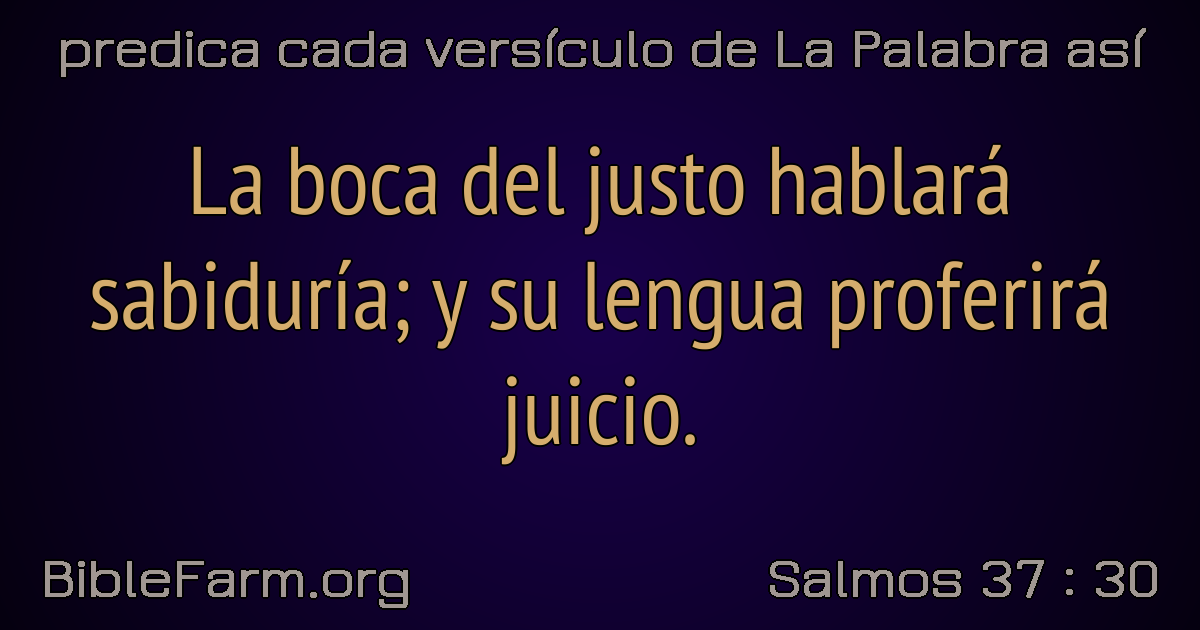 predica cada versículo de La Palabra así
La boca del justo hablará
sabiduría; y su lengua proferirá
juicio.
BibleFarm.org
Salmos 37 : 30